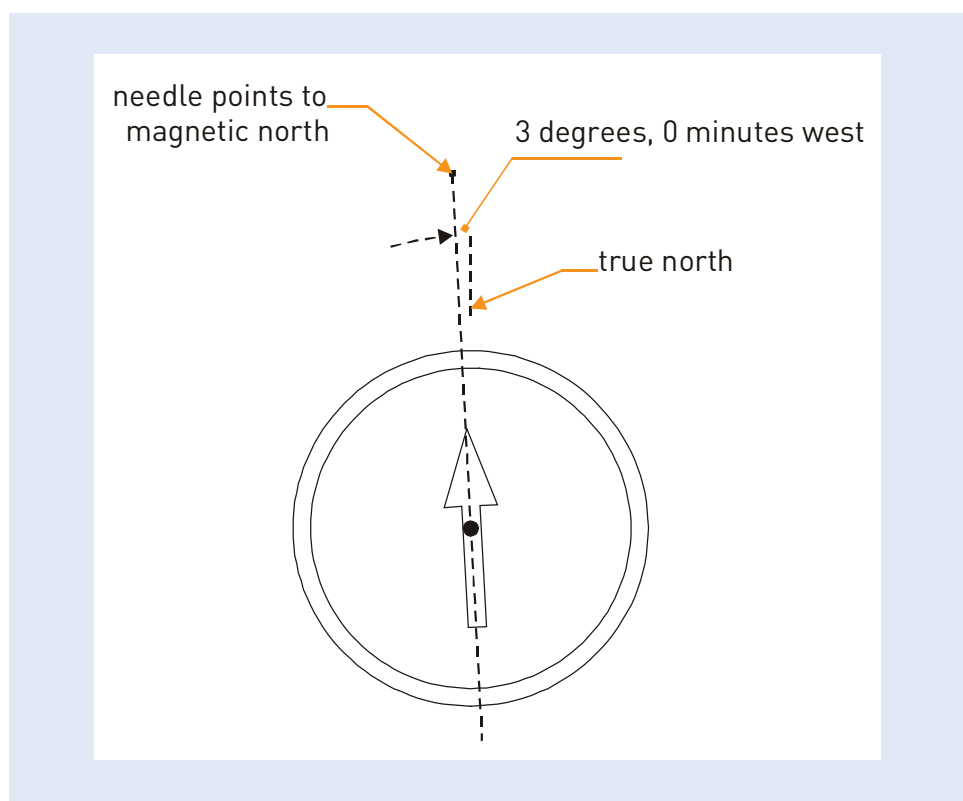 needle points to
magnetic north
3 degrees, 0 minutes west
true north